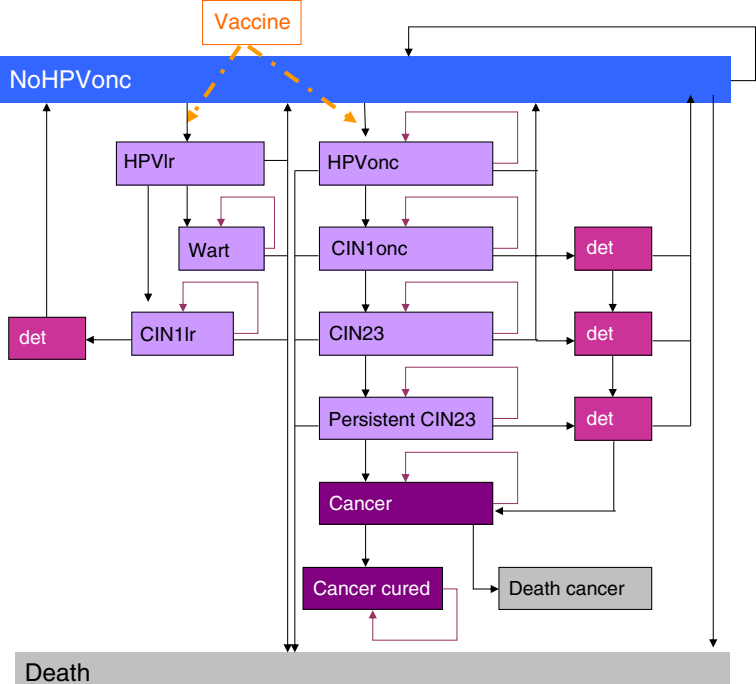 Vaccine
NoHPVonc
HPVlr
HPVonc
Wart
CIN1onc
det
det
CIN1lr
CIN23
det
Persistent CIN23
det
Cancer
Cancer cured
Death cancer
Death